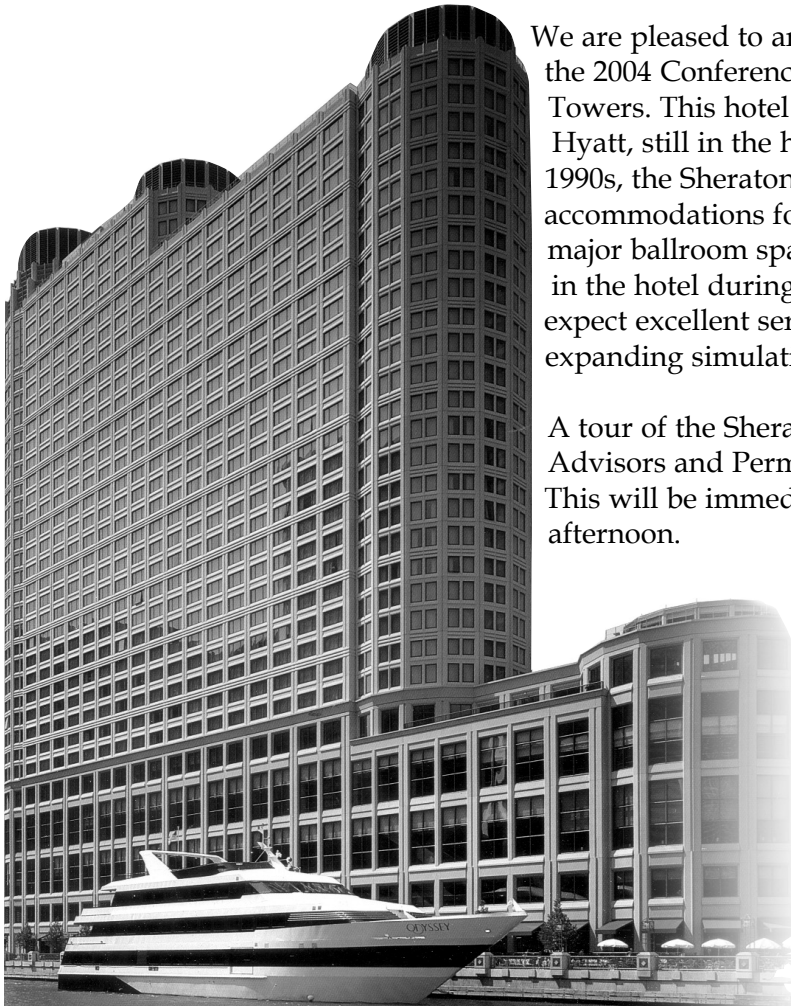 We are pleased to an
the 2004 Conferenc
Towers. This hotel
Hyatt, still in the h
1990s, the Sheraton
accommodations fo
major ballroom spa
in the hotel during
expect excellent ser
expanding simulati
A tour of the Shera
Advisors and Perm
This will be immed
afternoon.
ODYSSEY